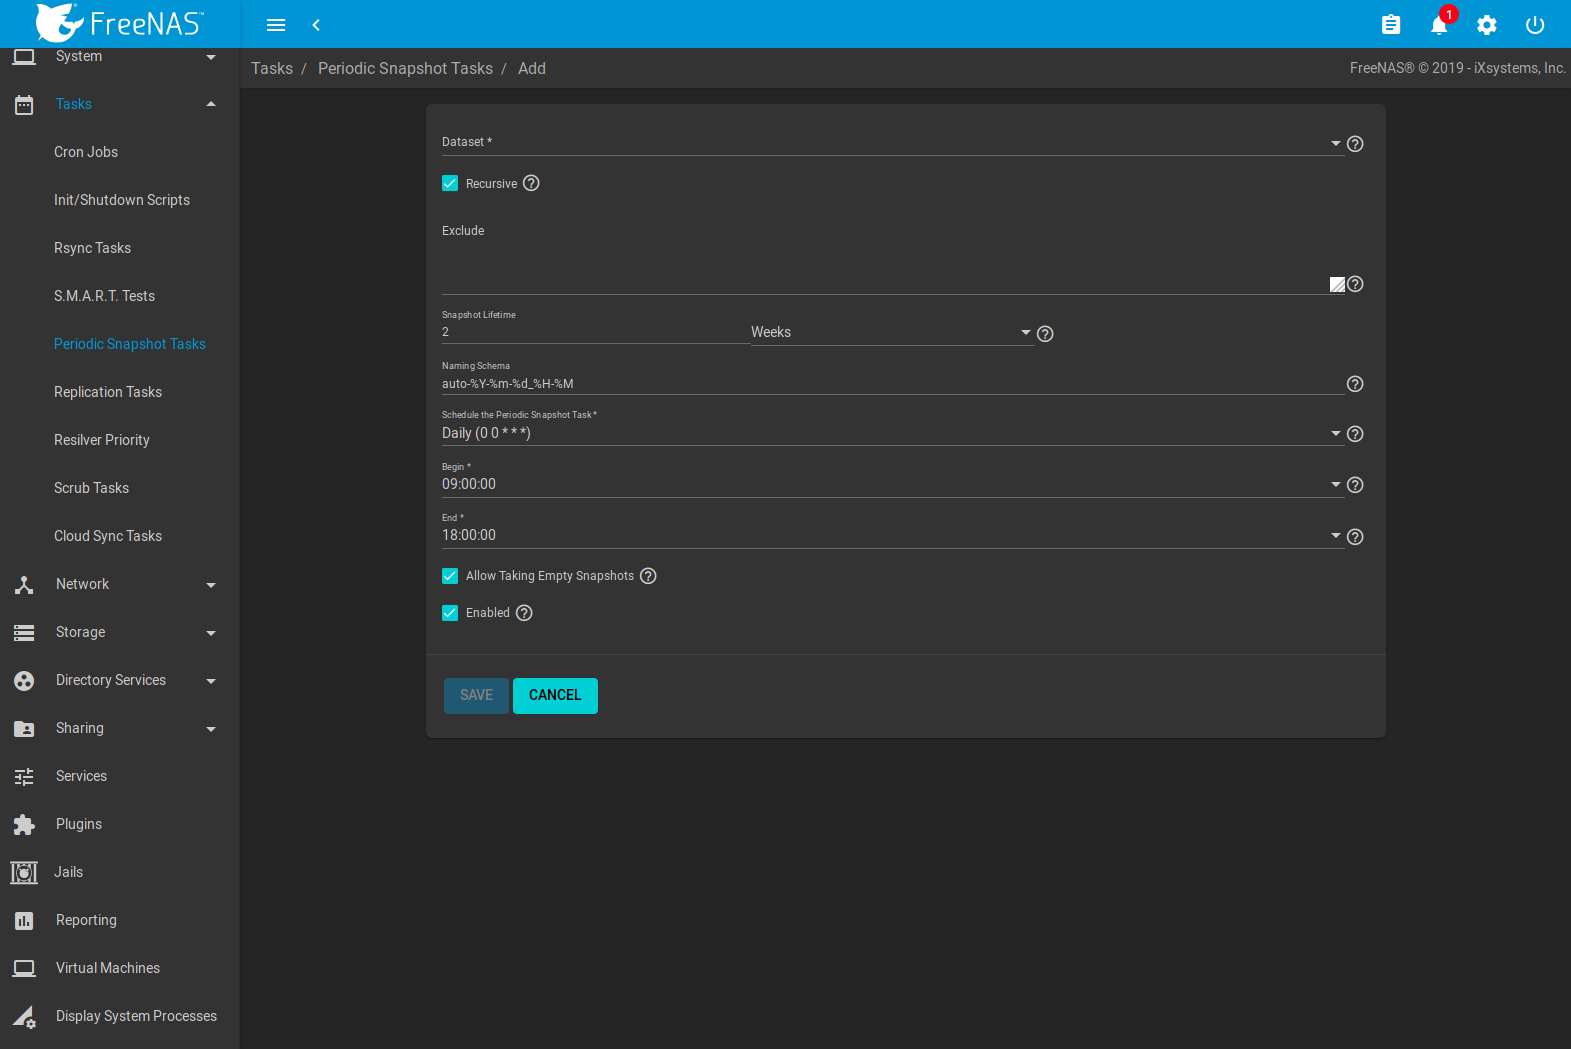 FreeNAS™
1
System
Tasks / Periodic Snapshot Tasks / Add
FreeNAS® © 2019 - iXsystems, Inc.
Tasks
Cron Jobs
Init/Shutdown Scripts
Rsync Tasks
S.M.A.R.T. Tests
Periodic Snapshot Tasks
Replication Tasks
Resilver Priority
Scrub Tasks
Cloud Sync Tasks
Network
Storage
Directory Services
Sharing
Services
Plugins
Jails
Reporting
Virtual Machines
Display System Processes
Dataset *
Recursive
Exclude
Snapshot Lifetime
2
Weeks
Naming Schema
auto-%Y-%m-%d_%H-%M
Schedule the Periodic Snapshot Task *
Daily (0 0 * * *)
Begin *
09:00:00
End *
18:00:00
Allow Taking Empty Snapshots
Enabled
SAVE
CANCEL